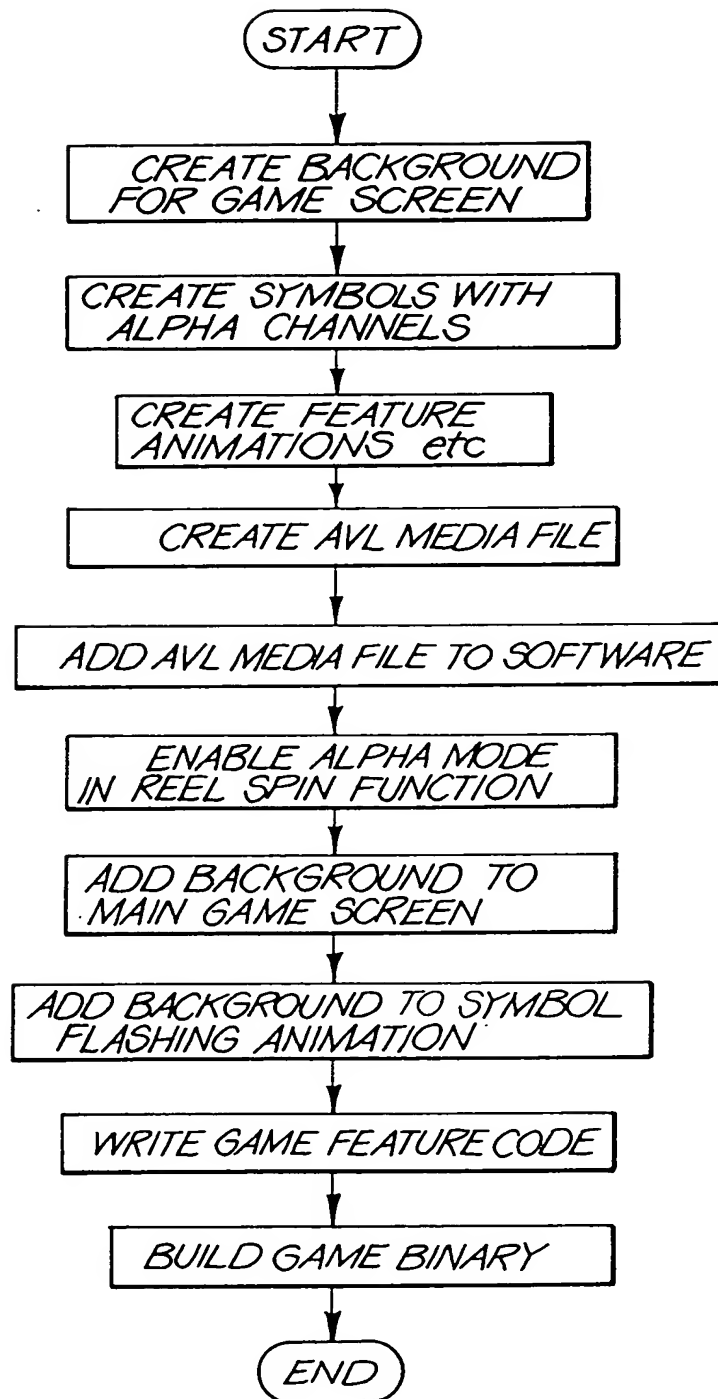 START
CREATE BACKGROUND
FOR GAME SCREEN
CREATE SYMBOLS WITH
ALPHA CHANNELS
CREATE FEATURE
ANIMATIONS etc
CREATE AVL MEDIA FILE
ADD AVL MEDIA FILE TO SOFTWARE
ENABLE ALPHA MODE
IN REEL SPIN FUNCTION
ADD BACKGROUND TO
MAIN GAME SCREEN
ADD BACKGROUND TO SYMBOL
FLASHING ANIMATION
WRITE GAME FEATURE CODE
BUILD GAME BINARY
END